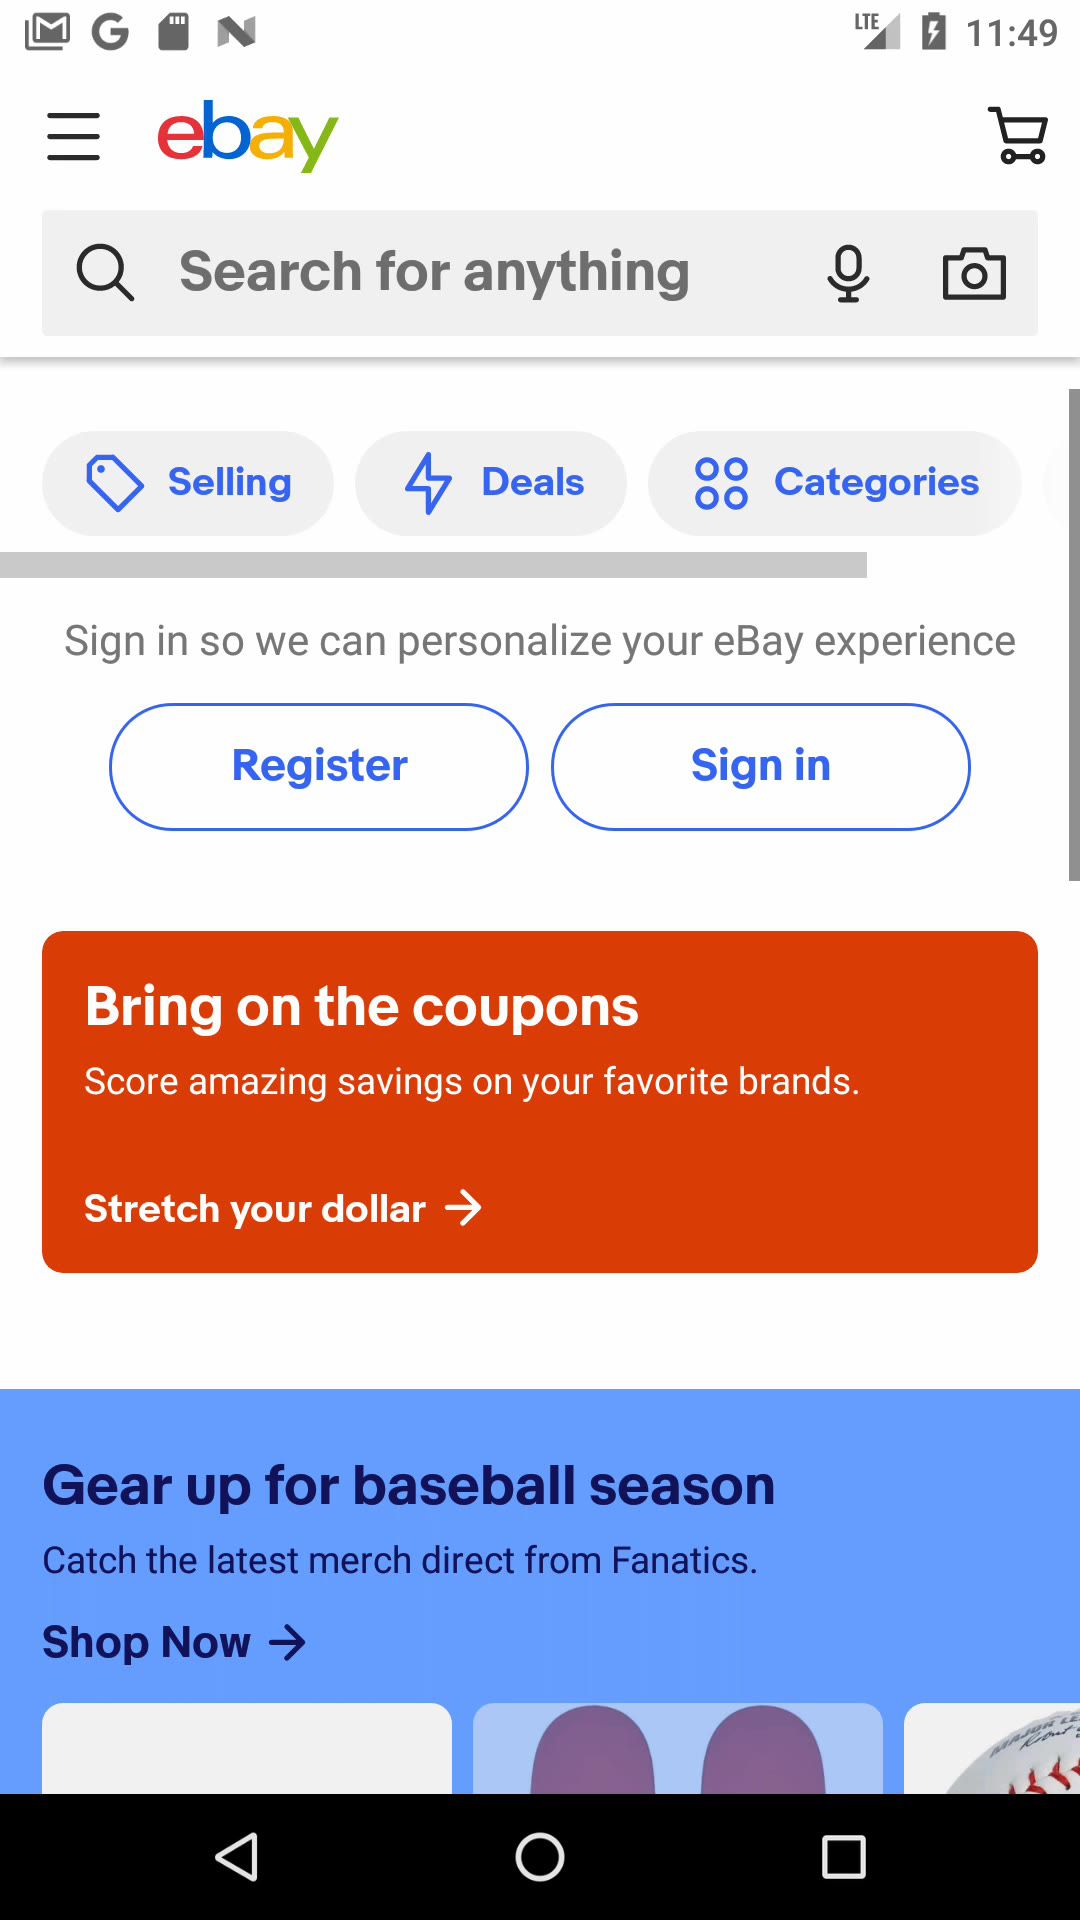 LTE 11:49
ebay
Search for anything
Selling Deals Categories
Sign in so we can personalize your eBay experience
Register Sign in
Bring on the coupons
Score amazing savings on your favorite brands.
Stretch your dollar
Gear up for baseball season
Catch the latest merch direct from Fanatics.
Shop Now